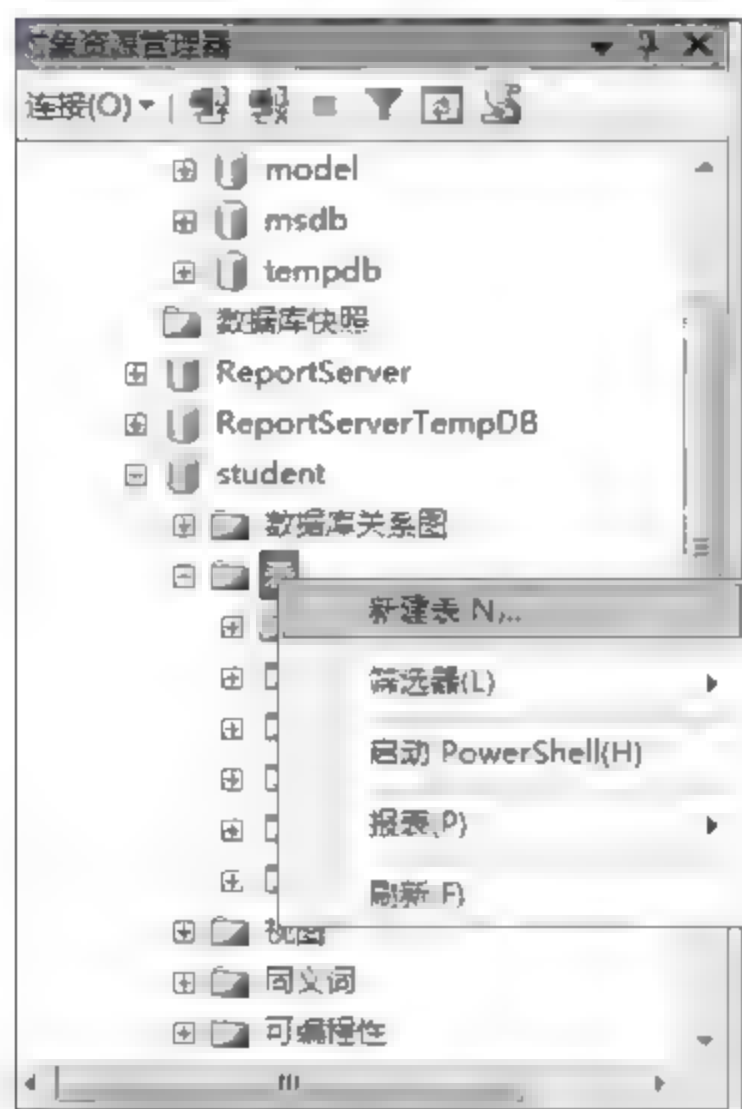 象资源管理器
连接(O)
model
msdb
tempdb
数据库快照
ReportServer
ReportServerTempDB
student
数据库关系图
表
新建表 N)...
筛选器(L)
启动 PowerShell(H)
报表(P)
刷新 F)
视图
同义词
可编程性